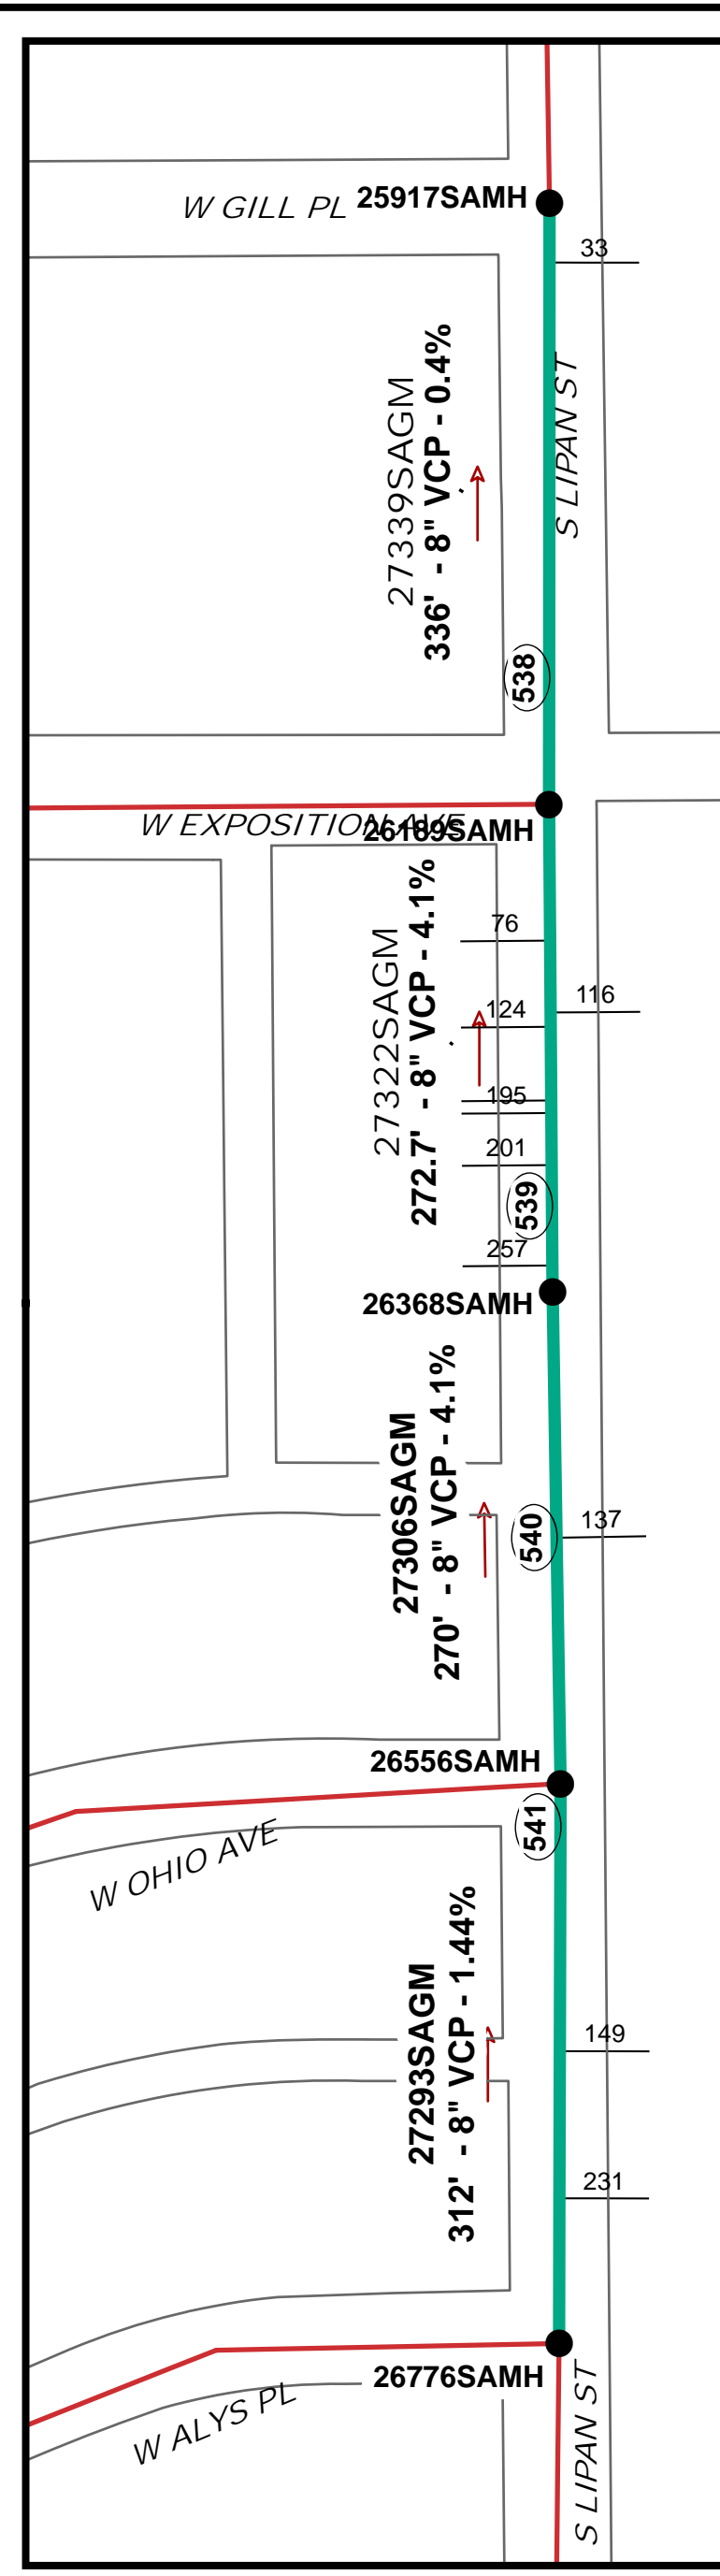 W GILL PL
25917SAMH
33
S LIPAN ST
27339SAGM
336' - 8" VCP - 0.4%
538
W EXPOSITION AVE
26189SAMH
76
116
124
27322SAGM
272.7' - 8" VCP - 4.1%
195
201
539
257
26368SAMH
27306SAGM
270' - 8" VCP - 4.1%
540
137
26556SAMH
541
W OHIO AVE
27293SAGM
312' - 8" VCP - 1.44%
149
231
26776SAMH
W ALYS PL
S LIPAN ST